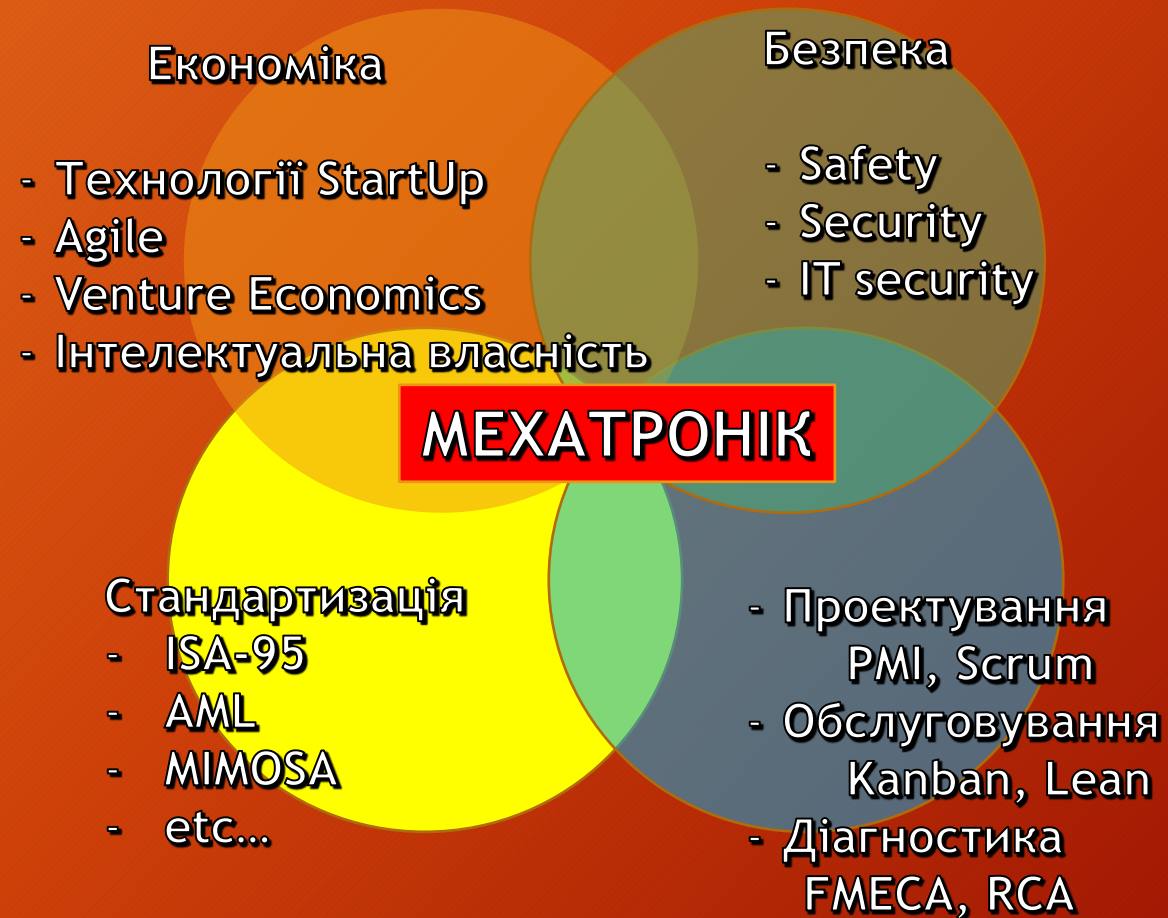 Економіка
- Технології StartUp
- Agile
- Venture Economics
- Інтелектуальна власність
Безпека
- Safety
- Security
- IT security
МЕХАТРОНІК
Стандартизація
- ISA-95
- AML
- MIMOSA
- etc…
- Проектування
PMI, Scrum
- Обслуговування
Kanban, Lean
- Діагностика
FMECA, RCA